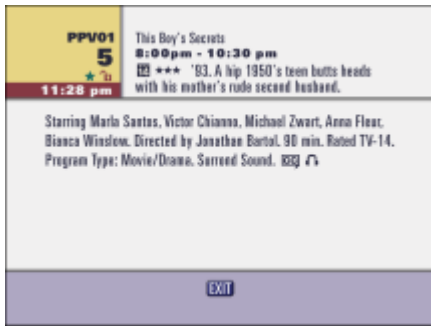 PPV01
5
11:28 pm
This Boy's Secrets
8:00pm - 10:30 pm
*** '93. A hip 1950's teen butts heads
with his mother's rude second husband.
Starring Marla Santos, Victor Chianno, Michael Zwart, Anna Fleur,
Bianca Winslow. Directed by Jonathan Bartol. 90 min. Rated TV-14.
Program Type: Movie/Drama. Surround Sound.
EXIT